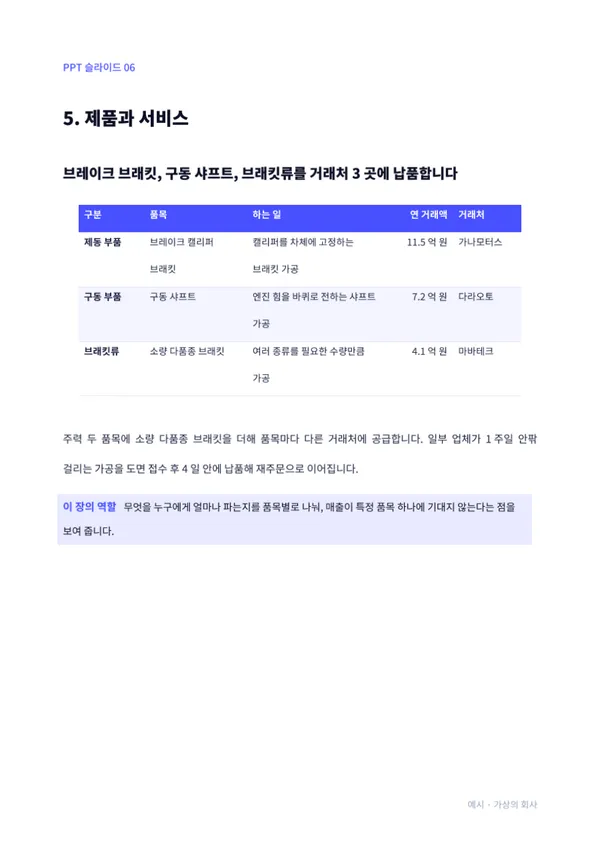 PPT 슬라이드 06
5. 제품과 서비스
브레이크 브래킷, 구동 샤프트, 브래킷류를 거래처 3 곳에 납품합니다
구분 품목 하는 일 연 거래액 거래처
제동 부품 브레이크 캘리퍼 캘리퍼를 차체에 고정하는 11.5 억 원 가나모터스
브래킷 브래킷 가공
구동 부품 구동 샤프트 엔진 힘을 바퀴로 전하는 샤프트 7.2 억 원 다라오토
가공
브래킷류 소량 다품종 브래킷 여러 종류를 필요한 수량만큼 4.1 억 원 마바테크
가공
주력 두 품목에 소량 다품종 브래킷을 더해 품목마다 다른 거래처에 공급합니다. 일부 업체가 1 주일 안팎
걸리는 가공을 도면 접수 후 4 일 안에 납품해 재주문으로 이어집니다.
이 장의 역할 무엇을 누구에게 얼마나 파는지를 품목별로 나눠, 매출이 특정 품목 하나에 기대지 않는다는 점을
보여 줍니다.
예시 · 가상의 회사